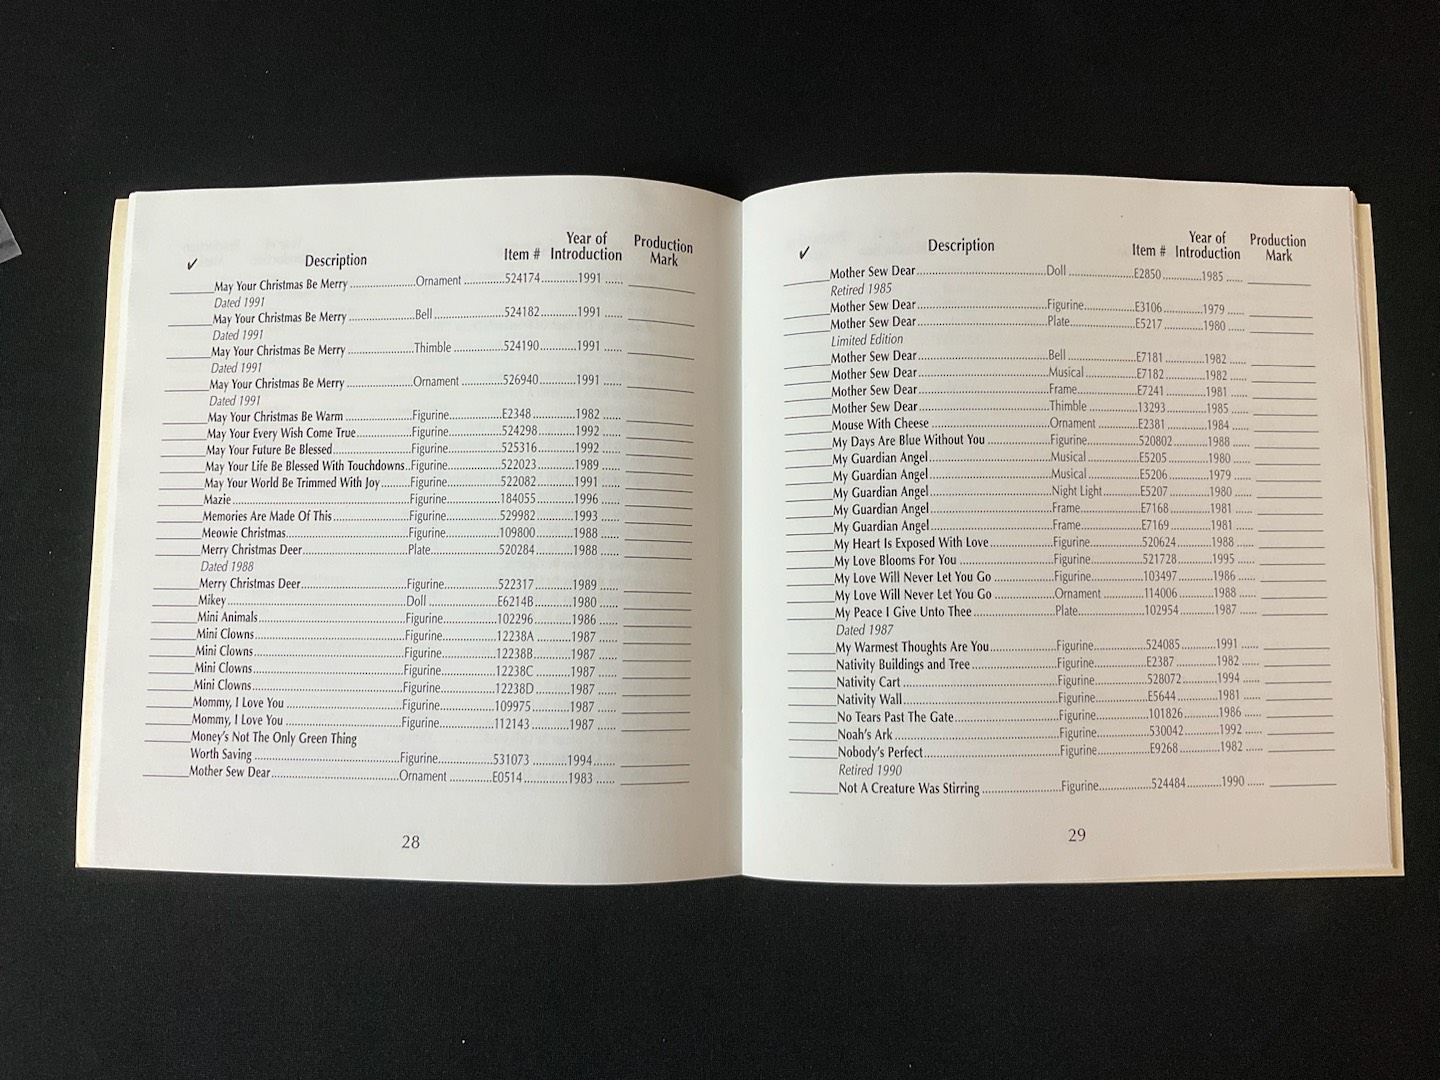 ✓ Description Item # Year of Introduction Production Mark
May Your Christmas Be Merry ....................Ornament ............524174...........1991 ......
Dated 1991
May Your Christmas Be Merry ....................Bell ....................524182...........1991 ......
Dated 1991
May Your Christmas Be Merry ....................Thimble ...............524190...........1991 ......
Dated 1991
May Your Christmas Be Merry ....................Ornament .............526940...........1991 ......
Dated 1991
May Your Christmas Be Warm .....................Figurine................E2348............1982 ......
May Your Every Wish Come True................Figurine................524298...........1992 ......
May Your Future Be Blessed.......................Figurine................525316...........1992 ......
May Your Life Be Blessed With Touchdowns..Figurine................522023...........1989 ......
May Your World Be Trimmed With Joy.........Figurine................522082...........1991 ......
Mazie....................................................Figurine................184055...........1996 ......
Memories Are Made Of This.......................Figurine................529982...........1993 ......
Meowie Christmas....................................Figurine................109800...........1988 ......
Merry Christmas Deer...............................Plate....................520284...........1988 ......
Dated 1988
Merry Christmas Deer...............................Figurine................522317...........1989 ......
Mikey....................................................Doll .....................E6214B..........1980 ......
Mini Animals...........................................Figurine................102296...........1986 ......
Mini Clowns............................................Figurine................12238A..........1987 ......
Mini Clowns............................................Figurine................12238B..........1987 ......
Mini Clowns............................................Figurine................12238C..........1987 ......
Mini Clowns............................................Figurine................12238D..........1987 ......
Mommy, I Love You .................................Figurine................109975...........1987 ......
Mommy, I Love You .................................Figurine................112143...........1987 ......
Money's Not The Only Green Thing
Worth Saving ..........................................Figurine................531073 ..........1994.......
Mother Sew Dear.....................................Ornament ............E0514 ............1983 ......
28
✓ Description Item # Year of Introduction Production Mark
Mother Sew Dear.....................................Doll ....................E2850............1985 ......
Retired 1985
Mother Sew Dear.....................................Figurine................E3106............1979 ......
Mother Sew Dear.....................................Plate....................E5217............1980 ......
Limited Edition
Mother Sew Dear.....................................Bell .....................E7181 ...........1982 ......
Mother Sew Dear.....................................Musical ................E7182 ...........1982 ......
Mother Sew Dear.....................................Frame...................E7241............1981 ......
Mother Sew Dear.....................................Thimble ...............13293............1985 ......
Mouse With Cheese .................................Ornament ............E2381 ............1984 ......
My Days Are Blue Without You ..................Figurine................520802...........1988 ......
My Guardian Angel..................................Musical ................E5205............1980 ......
My Guardian Angel..................................Musical ................E5206............1979 ......
My Guardian Angel..................................Night Light............E5207............1980 ......
My Guardian Angel..................................Frame...................E7168............1981 ......
My Guardian Angel..................................Frame...................E7169............1981 ......
My Heart Is Exposed With Love..................Figurine................520624...........1988 ......
My Love Blooms For You ..........................Figurine................521728...........1995 ......
My Love Will Never Let You Go .................Figurine................103497...........1986 ......
My Love Will Never Let You Go .................Ornament ............114006...........1988 ......
My Peace I Give Unto Thee.......................Plate....................102954...........1987 ......
Dated 1987
My Warmest Thoughts Are You...................Figurine................524085...........1991 ......
Nativity Buildings and Tree .......................Figurine................E2387 ...........1982 ......
Nativity Cart ...........................................Figurine................528072...........1994 ......
Nativity Wall...........................................Figurine................E5644............1981 ......
No Tears Past The Gate............................Figurine................101826...........1986 ......
Noah's Ark .............................................Figurine................530042...........1992 ......
Nobody's Perfect.....................................Figurine................E9268............1982 ......
Retired 1990
Not A Creature Was Stirring ......................Figurine................524484...........1990 ......
29